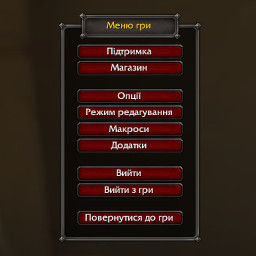 Меню гри
Підтримка
Магазин
Опції
Режим редагування
Макроси
Додатки
Вийти
Вийти з гри
Повернутися до гри